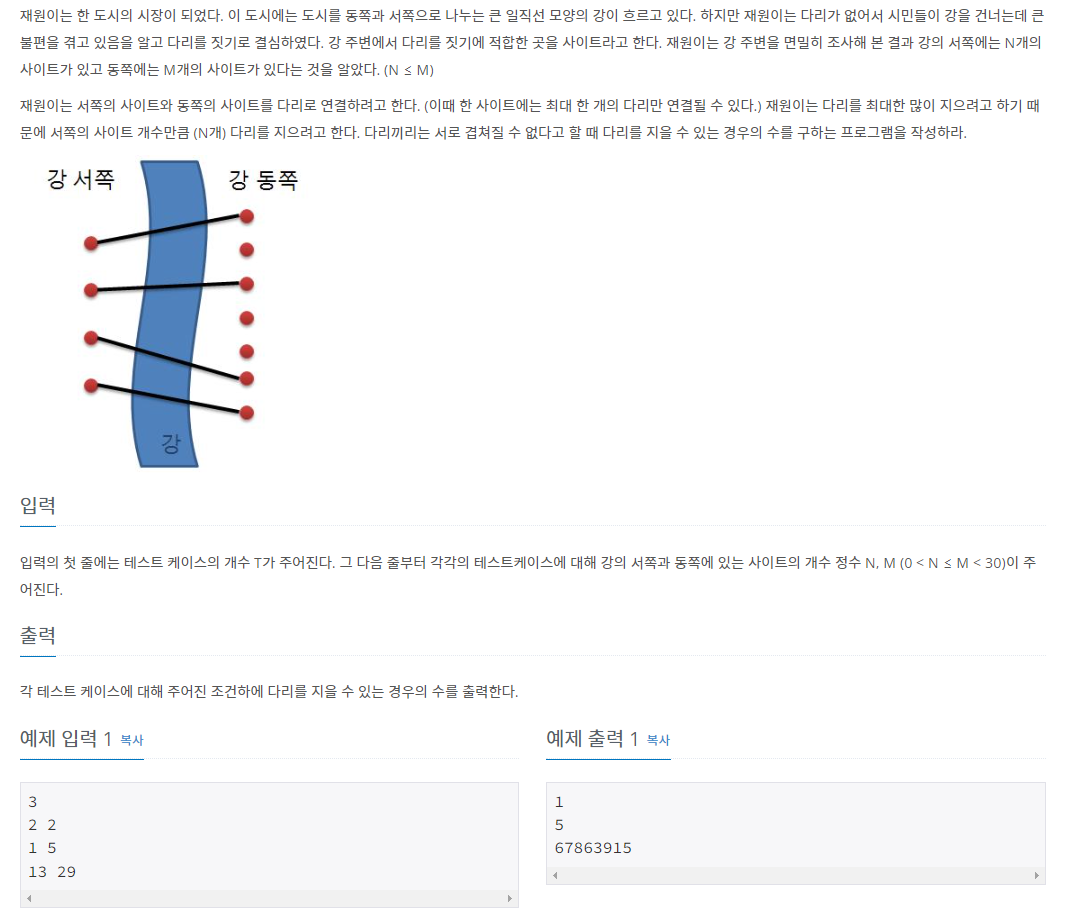 재원이는 한 도시의 시장이 되었다. 이 도시에는 도시를 동쪽과 서쪽으로 나누는 큰 일직선 모양의 강이 흐르고 있다. 하지만 재원이는 다리가 없어서 시민들이 강을 건너는데 큰
불편을 겪고 있음을 알고 다리를 짓기로 결심하였다. 강 주변에서 다리를 짓기에 적합한 곳을 사이트라고 한다. 재원이는 강 주변을 면밀히 조사해 본 결과 강의 서쪽에는 N개의
사이트가 있고 동쪽에는 M개의 사이트가 있다는 것을 알았다. (N ≤ M)
재원이는 서쪽의 사이트와 동쪽의 사이트를 다리로 연결하려고 한다. (이때 한 사이트에는 최대 한 개의 다리만 연결될 수 있다.) 재원이는 다리를 최대한 많이 지으려고 하기 때
문에 서쪽의 사이트 개수만큼 (N개) 다리를 지으려고 한다. 다리끼리는 서로 겹쳐질 수 없다고 할 때 다리를 지을 수 있는 경우의 수를 구하는 프로그램을 작성하라.
강 서쪽
강 동쪽
강
입력
입력의 첫 줄에는 테스트 케이스의 개수 T가 주어진다. 그 다음 줄부터 각각의 테스트케이스에 대해 강의 서쪽과 동쪽에 있는 사이트의 개수 정수 N, M (0 < N ≤ M < 30)이 주
어진다.
출력
각 테스트 케이스에 대해 주어진 조건하에 다리를 지을 수 있는 경우의 수를 출력한다.
예제 입력 1 복사
3
2 2
1 5
13 29
예제 출력 1 복사
1
5
67863915